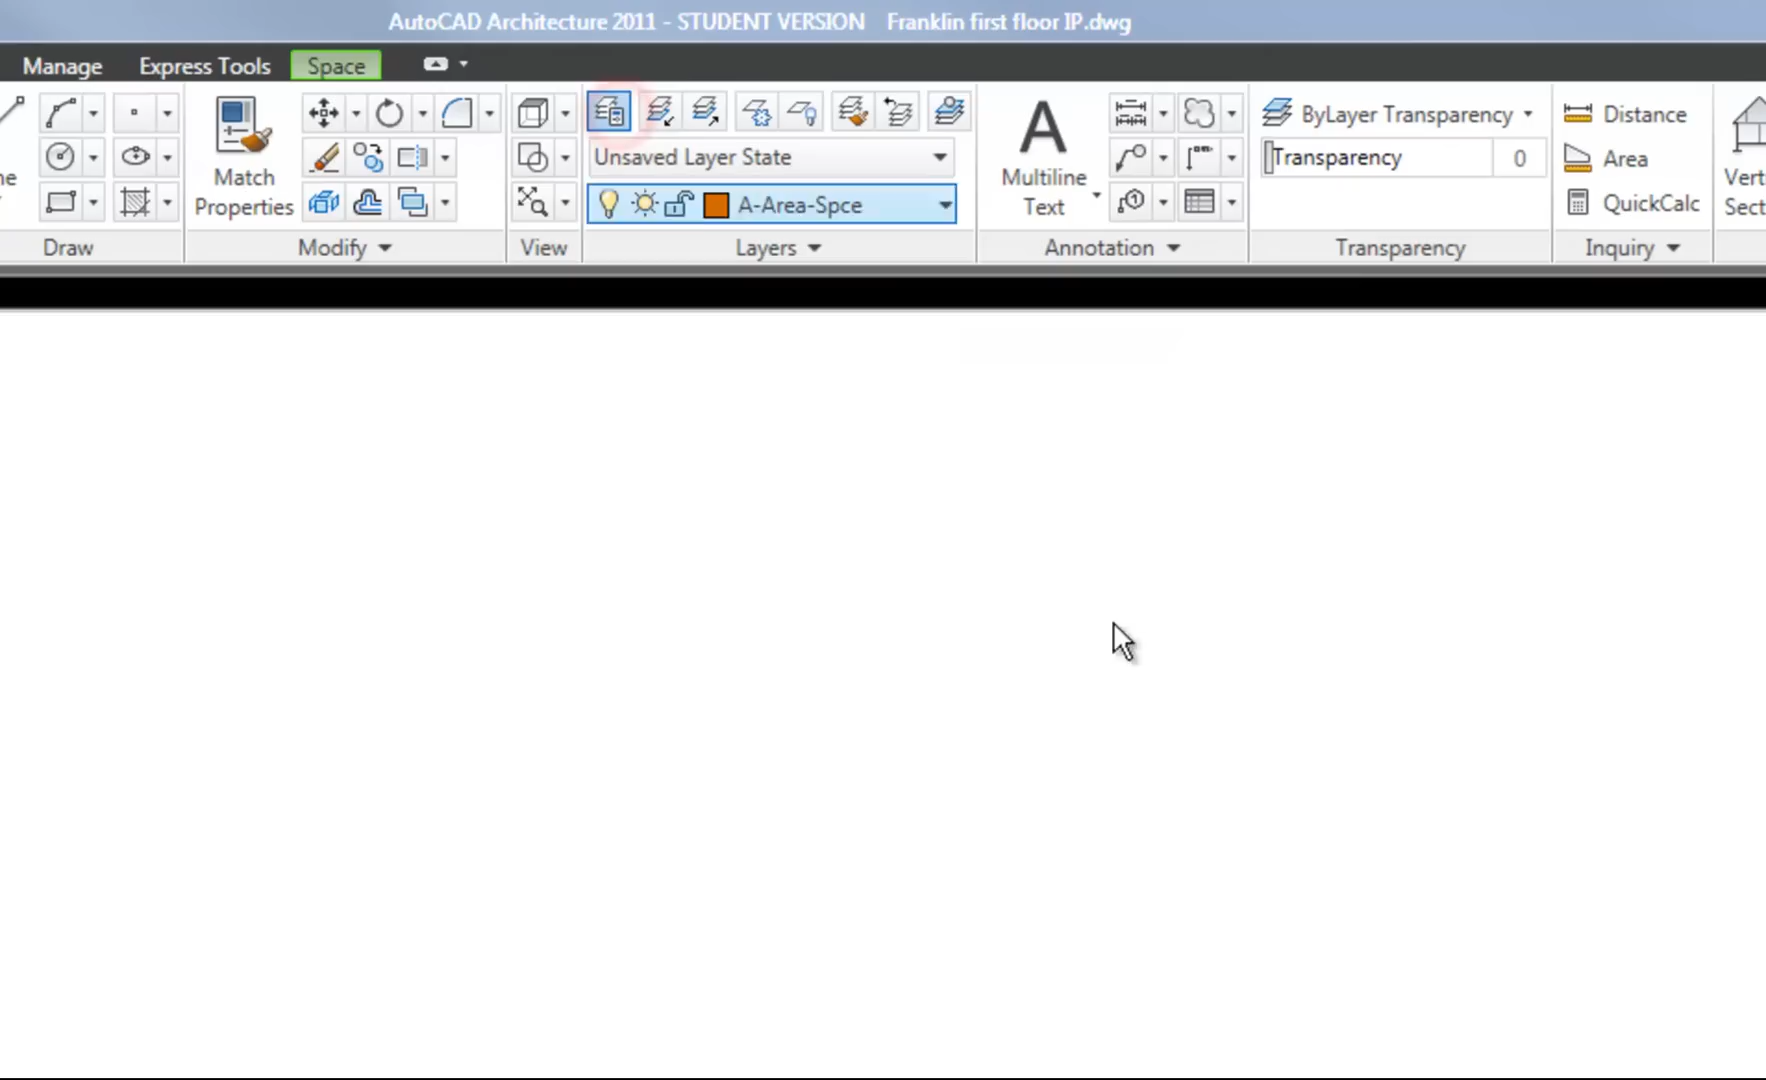 AutoCAD Architecture 2011 - STUDENT VERSION Franklin first floor IP.dwg
Manage Express Tools Space
Match Properties
Unsaved Layer State
A-Area-Spce
A
Multiline Text
ByLayer Transparency
Transparency 0
Distance
Area
QuickCalc
Draw Modify View Layers Annotation Transparency Inquiry